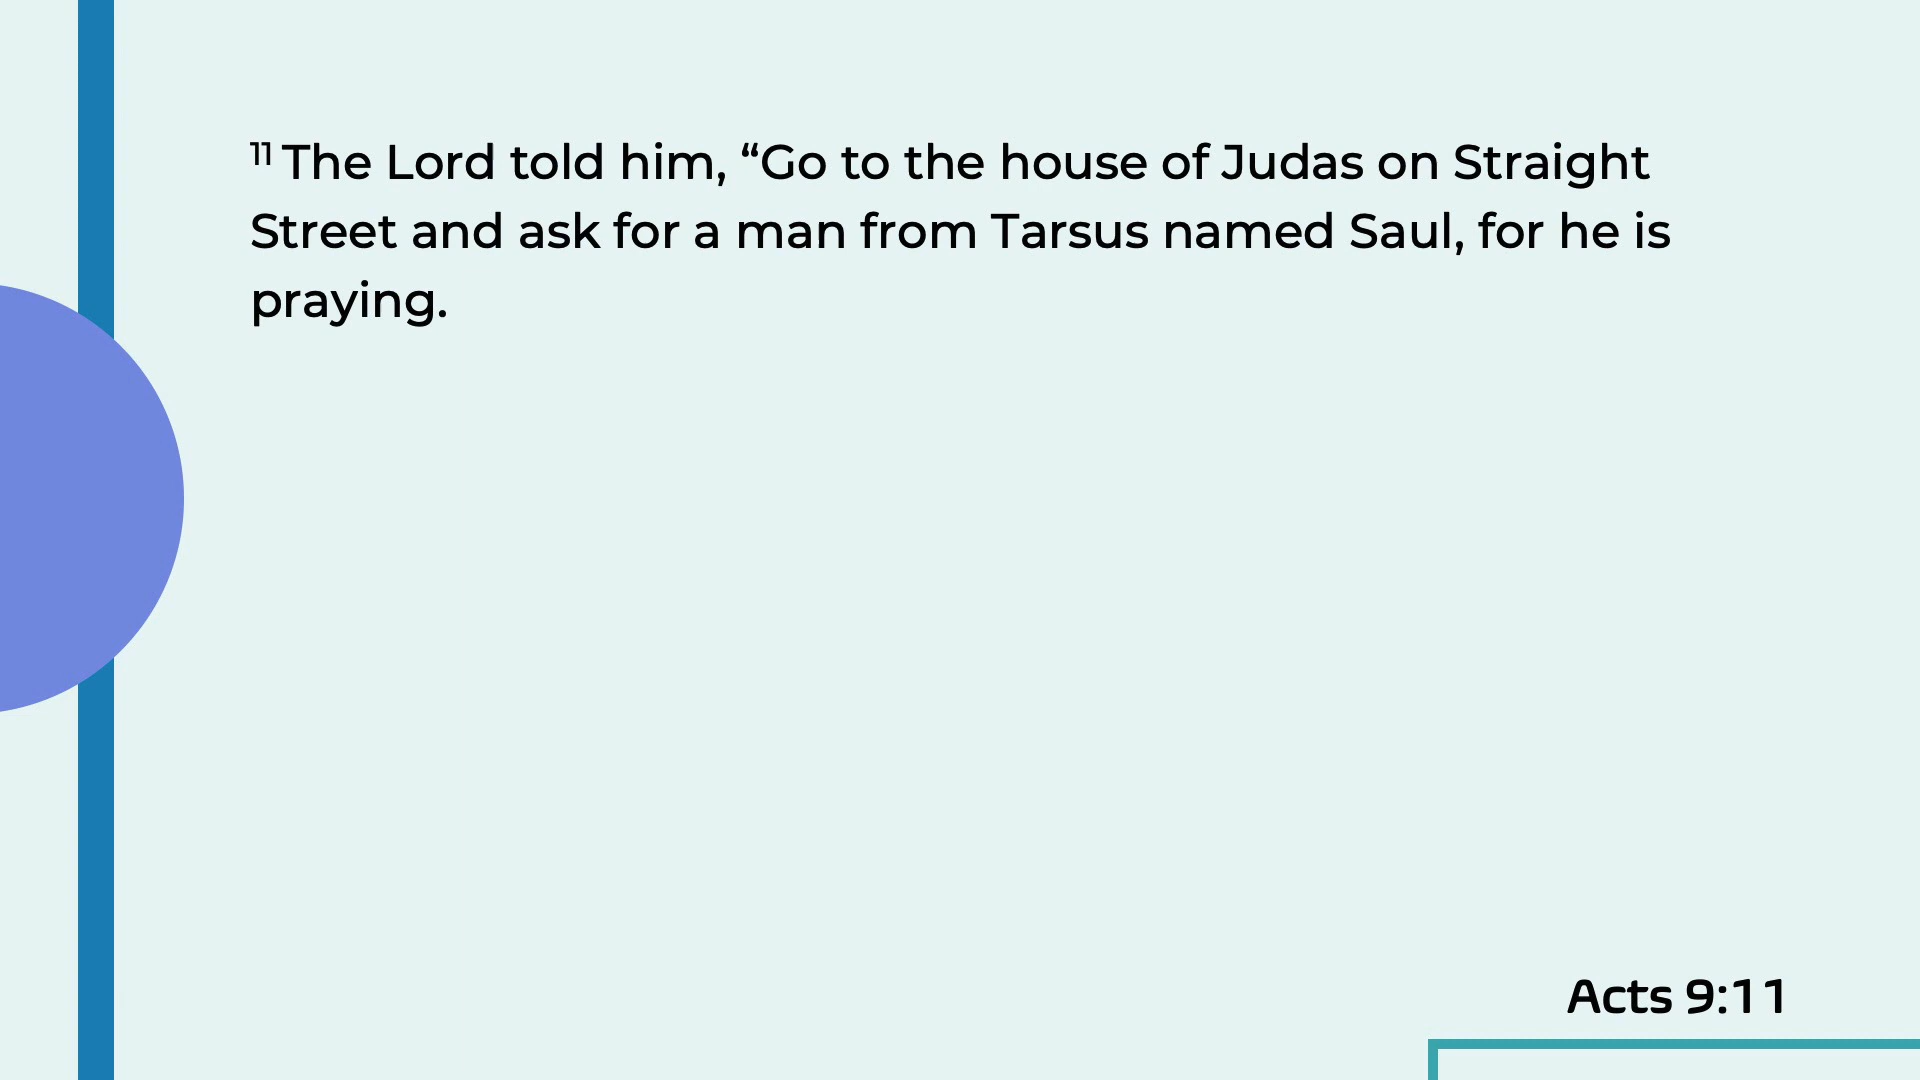 11 The Lord told him, “Go to the house of Judas on Straight
Street and ask for a man from Tarsus named Saul, for he is
praying.
Acts 9:11